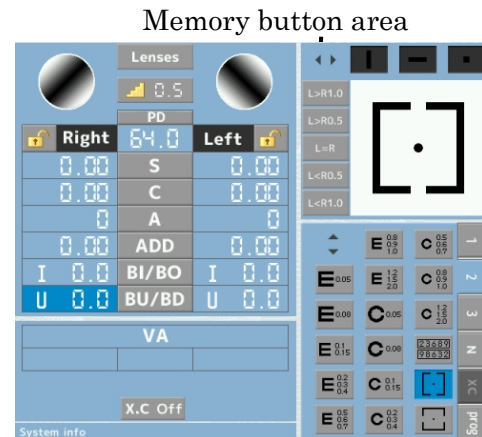 Memory button area
Lenses
0.5
PD
Right 64.0 Left
0.00 S 0.00
0.00 C 0.00
0 A 0
0.00 ADD 0.00
I 0.0 BI/BO I 0.0
U 0.0 BU/BD U 0.0
VA
X.C Off
System info
L>R1.0
L>R0.5
L=R
L<R0.5
L<R1.0
E 0.8 0.9 1.0
C 0.5 0.6 0.7
1
E 0.05
E 1.2 1.5 2.0
C 0.8 0.9 1.0
2
E 0.08
C 0.05
C 1.2 1.5 2.0
3
E 0.1 0.15
C 0.08
23689
98632
N
E 0.2 0.3 0.4
C 0.1 0.15
XC
E 0.5 0.6 0.7
C 0.2 0.3 0.4
prog